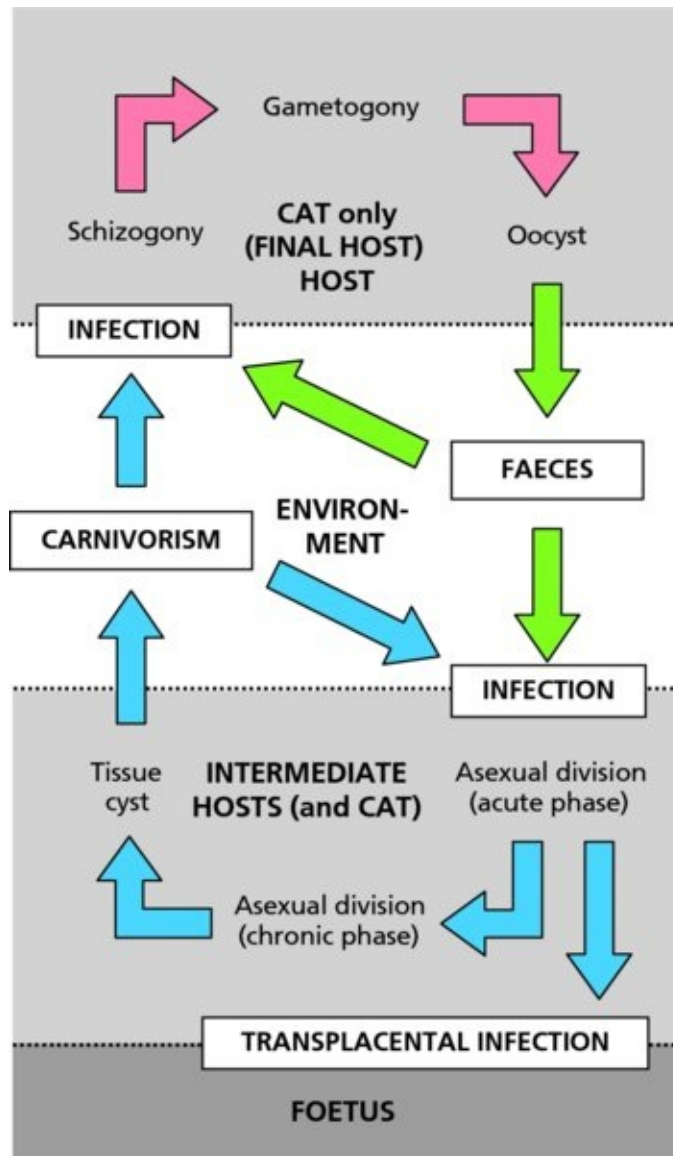 Gametogony
Schizogony
CAT only
(FINAL HOST)
HOST
Oocyst
INFECTION
FAECES
CARNIVORISM
ENVIRON-
MENT
INFECTION
Tissue
cyst
INTERMEDIATE
HOSTS (and CAT)
Asexual division
(acute phase)
Asexual division
(chronic phase)
TRANSPLACENTAL INFECTION
FOETUS